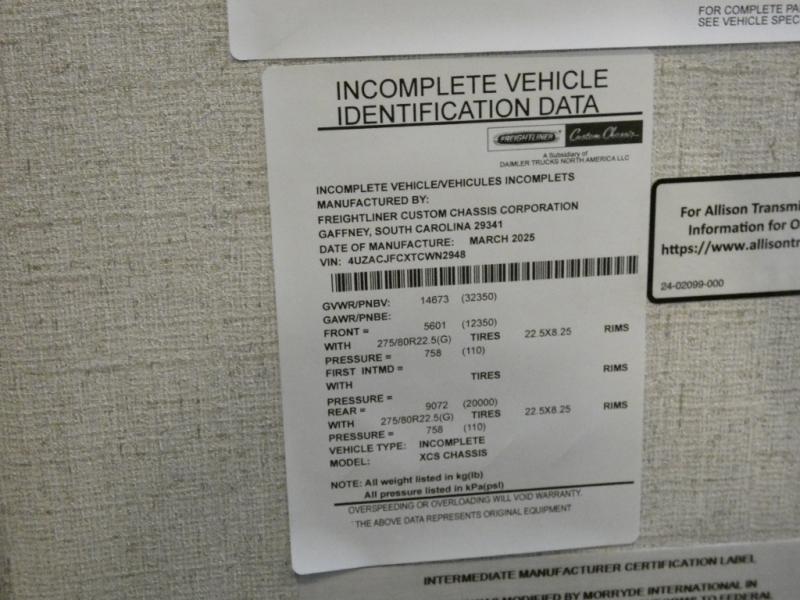 FOR COMPLETE PA
SEE VEHICLE SPEC
INCOMPLETE VEHICLE
IDENTIFICATION DATA
FREIGHTLINER Custom Chassis
A Subsidiary of
DAIMLER TRUCKS NORTH AMERICA LLC
INCOMPLETE VEHICLE/VEHICULES INCOMPLETS
MANUFACTURED BY:
FREIGHTLINER CUSTOM CHASSIS CORPORATION
GAFFNEY, SOUTH CAROLINA 29341
DATE OF MANUFACTURE: MARCH 2025
VIN: 4UZACJFCXTCWN2948
GVWR/PNBV: 14673 (32350)
GAWR/PNBE:
FRONT = 5601 (12350)
WITH 275/80R22.5(G) TIRES 22.5X8.25 RIMS
PRESSURE = 758 (110)
FIRST INTMD =
WITH TIRES RIMS
PRESSURE =
REAR = 9072 (20000)
WITH 275/80R22.5(G) TIRES 22.5X8.25 RIMS
PRESSURE = 758 (110)
VEHICLE TYPE: INCOMPLETE
MODEL: XCS CHASSIS
NOTE: All weight listed in kg(lb)
All pressure listed in kPa(psi)
OVERSPEEDING OR OVERLOADING WILL VOID WARRANTY.
THE ABOVE DATA REPRESENTS ORIGINAL EQUIPMENT
For Allison Transmi
Information for O
https://www.allisontr
24-02099-000
INTERMEDIATE MANUFACTURER CERTIFICATION LABEL
MODIFIED BY MORRYDE INTERNATIONAL IN
TO FEDERAL